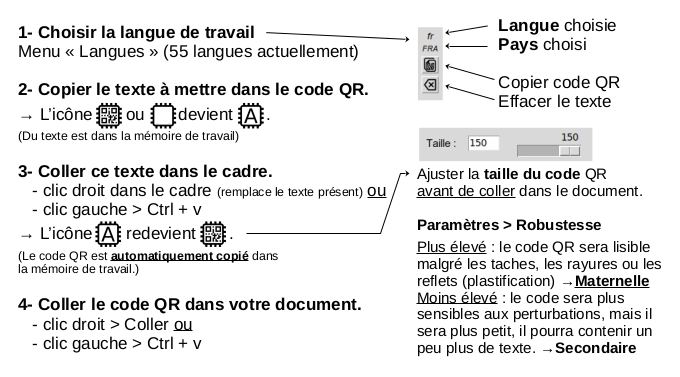 1- Choisir la langue de travail
Menu « Langues » (55 langues actuellement)
2- Copier le texte à mettre dans le code QR.
→ L'icône ou devient A.
(Du texte est dans la mémoire de travail)
3- Coller ce texte dans le cadre.
- clic droit dans le cadre (remplace le texte présent) ou
- clic gauche > Ctrl + v
→ L'icône A redevient .
(Le code QR est automatiquement copié dans
la mémoire de travail.)
4- Coller le code QR dans votre document.
- clic droit > Coller ou
- clic gauche > Ctrl + v
fr
FRA
Langue choisie
Pays choisi
Copier code QR
Effacer le texte
Taille : 150 150
Ajuster la taille du code QR
avant de coller dans le document.
Paramètres > Robustesse
Plus élevé : le code QR sera lisible
malgré les taches, les rayures ou les
reflets (plastification) →Maternelle
Moins élevé : le code sera plus
sensibles aux perturbations, mais il
sera plus petit, il pourra contenir un
peu plus de texte. →Secondaire